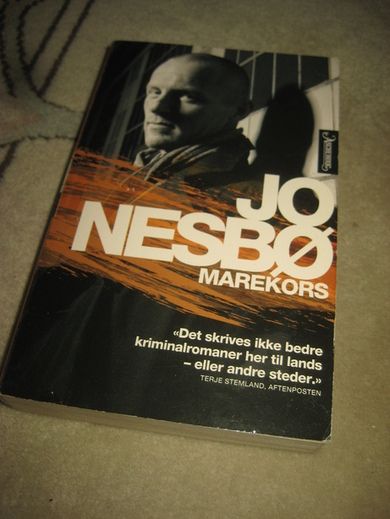 JO
NESBØ
MAREKORS
«Det skrives ikke bedre
kriminalromaner her til lands
– eller andre steder.»
TERJE STEMLAND, AFTENPOSTEN